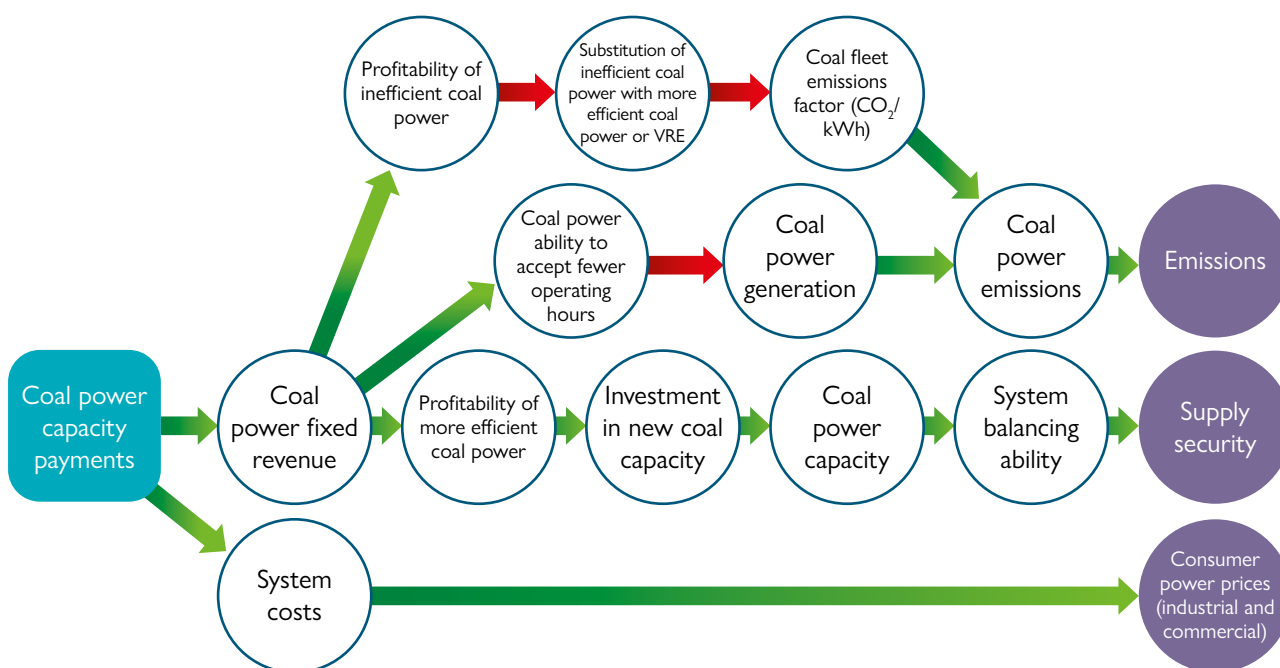 Profitability of
inefficient coal
power
Substitution of
inefficient coal
power with more
efficient coal
power or VRE
Coal fleet
emissions
factor (CO₂/
kWh)
Coal power
ability to
accept fewer
operating
hours
Coal
power
generation
Coal
power
emissions
Emissions
Coal power
capacity
payments
Coal
power fixed
revenue
Profitability of
more efficient
coal power
Investment
in new coal
capacity
Coal
power
capacity
System
balancing
ability
Supply
security
System
costs
Consumer
power prices
(industrial and
commercial)